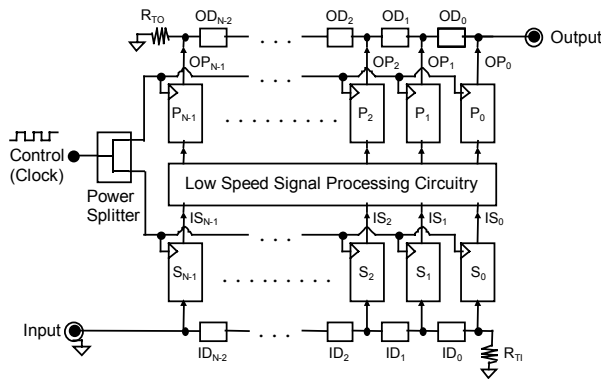 R_TO OD_N-2 . . . OD_2 OD_1 OD_0 Output
OP_N-1 OP_2 OP_1 OP_0
. . .
P_N-1 . . . . . . . . . P_2 P_1 P_0
Control
(Clock)
Power
Splitter
Low Speed Signal Processing Circuitry
IS_N-1 IS_2 IS_1 IS_0
. . .
S_N-1 . . . . . . . . . S_2 S_1 S_0
Input . . .
ID_N-2 ID_2 ID_1 ID_0 R_TI